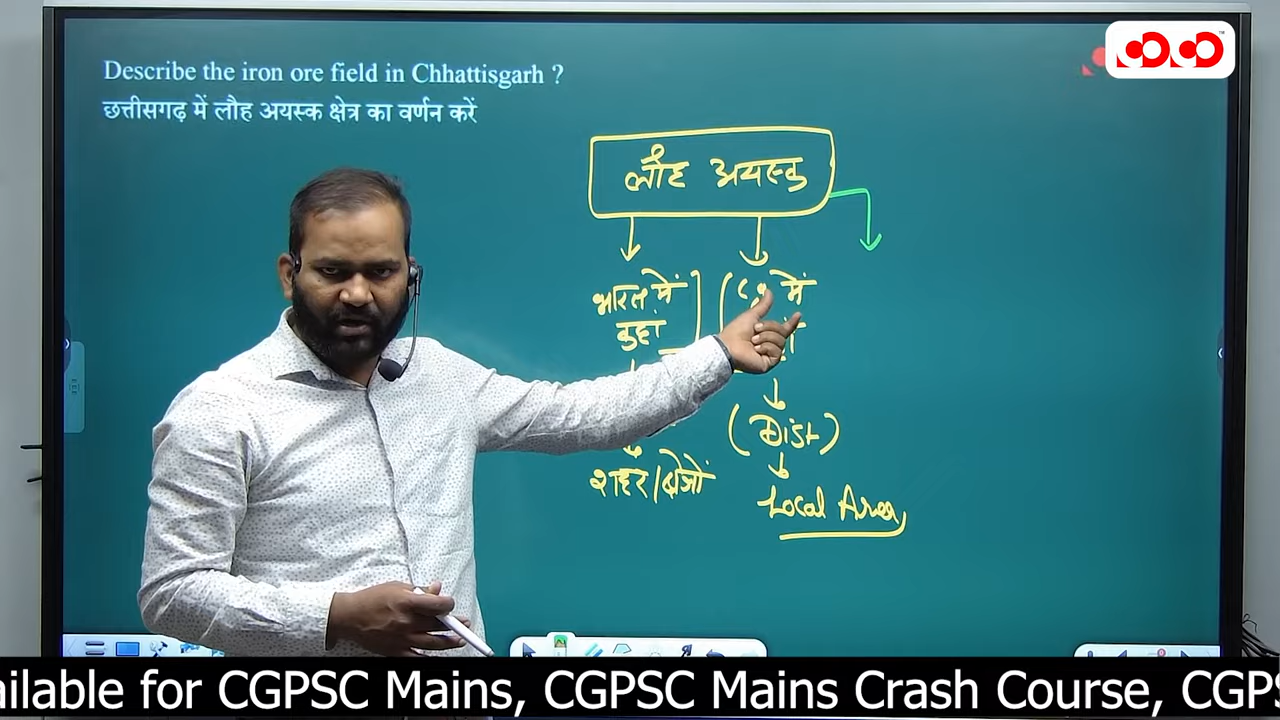 Describe the iron ore field in Chhattisgarh ?
छत्तीसगढ़ में लौह अयस्क क्षेत्र का वर्णन करें
लौह अयस्क
भारत में
कहां
शहर/क्षेत्रों
में
(Dist)
Local Area,
ailable for CGPSC Mains, CGPSC Mains Crash Course, CGPS